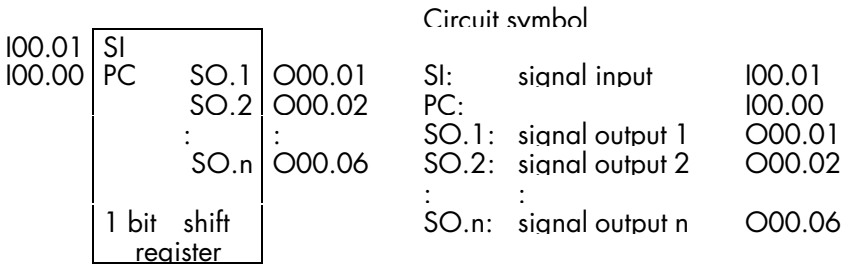 Circuit symbol
I00.01 SI
I00.00 PC SO.1 O00.01
SO.2 O00.02
: :
SO.n O00.06
1 bit shift
register
SI: signal input I00.01
PC: I00.00
SO.1: signal output 1 O00.01
SO.2: signal output 2 O00.02
: :
SO.n: signal output n O00.06